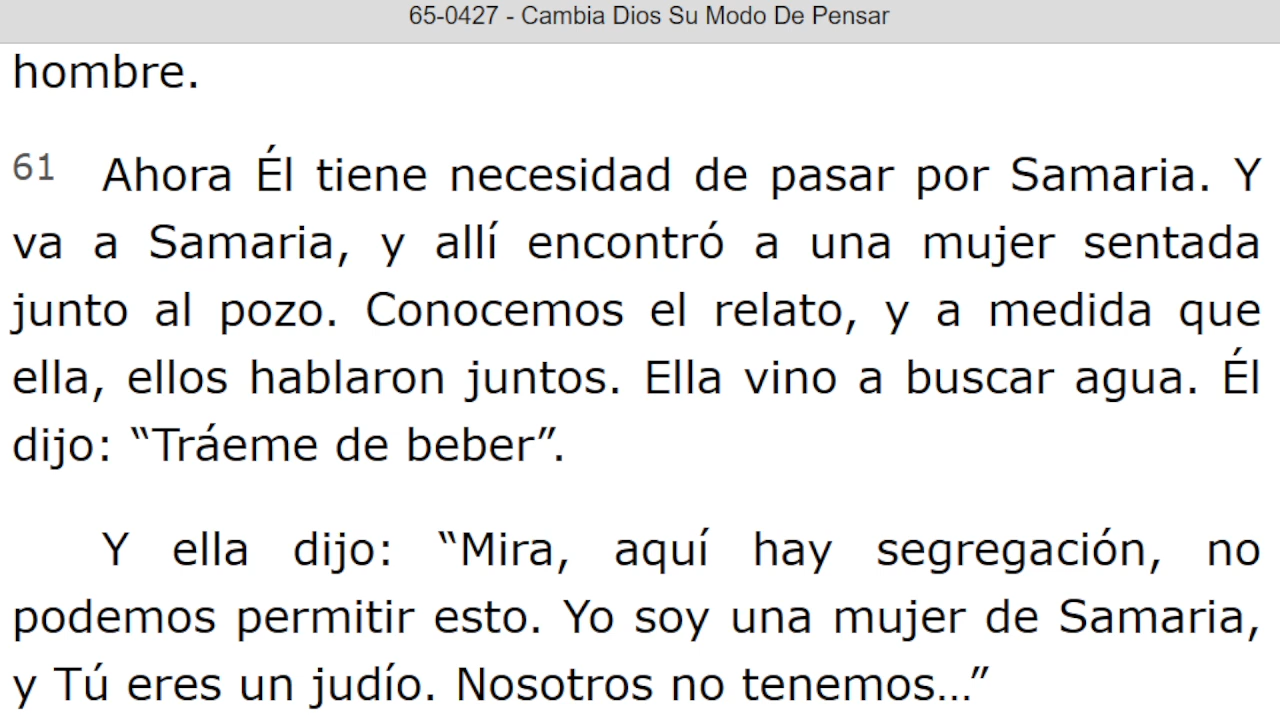 65-0427 - Cambia Dios Su Modo De Pensar
hombre.
61 Ahora Él tiene necesidad de pasar por Samaria. Y
va a Samaria, y allí encontró a una mujer sentada
junto al pozo. Conocemos el relato, y a medida que
ella, ellos hablaron juntos. Ella vino a buscar agua. Él
dijo: “Tráeme de beber”.
Y ella dijo: “Mira, aquí hay segregación, no
podemos permitir esto. Yo soy una mujer de Samaria,
y Tú eres un judío. Nosotros no tenemos...”